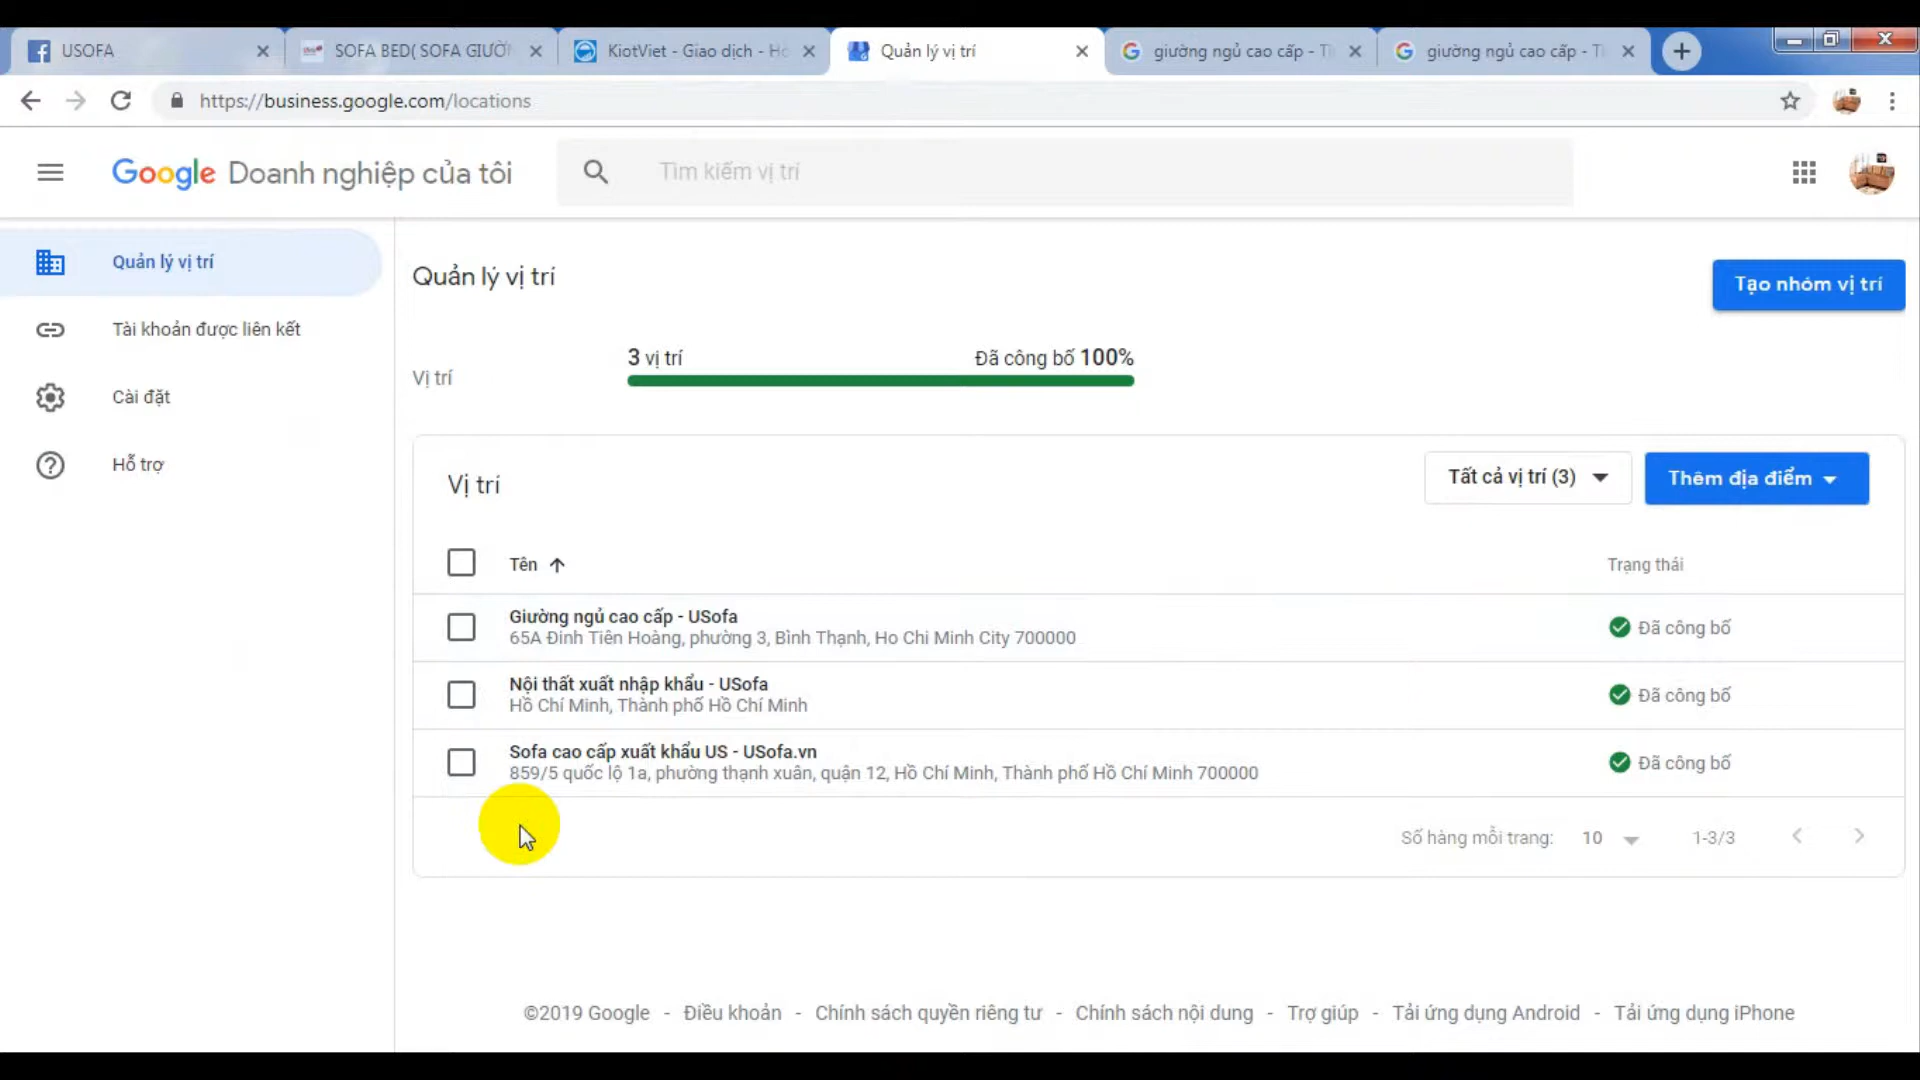 USOFA
SOFA BED( SOFA GIƯỜN
KiotViet - Giao dịch - Hó
Quản lý vị trí
giường ngủ cao cấp - Tì
giường ngủ cao cấp - Tì
https://business.google.com/locations
Google Doanh nghiệp của tôi
Tìm kiếm vị trí
Quản lý vị trí
Tài khoản được liên kết
Cài đặt
Hỗ trợ
Quản lý vị trí
Tạo nhóm vị trí
Vị trí
3 vị trí
Đã công bố 100%
Vị trí
Tất cả vị trí (3)
Thêm địa điểm
Tên
Trạng thái
Giường ngủ cao cấp - USofa
65A Đinh Tiên Hoàng, phường 3, Bình Thạnh, Ho Chi Minh City 700000
Đã công bố
Nội thất xuất nhập khẩu - USofa
Hồ Chí Minh, Thành phố Hồ Chí Minh
Đã công bố
Sofa cao cấp xuất khẩu US - USofa.vn
859/5 quốc lộ 1a, phường thạnh xuân, quận 12, Hồ Chí Minh, Thành phố Hồ Chí Minh 700000
Đã công bố
Số hàng mỗi trang: 10 1-3/3
©2019 Google - Điều khoản - Chính sách quyền riêng tư - Chính sách nội dung - Trợ giúp - Tải ứng dụng Android - Tải ứng dụng iPhone